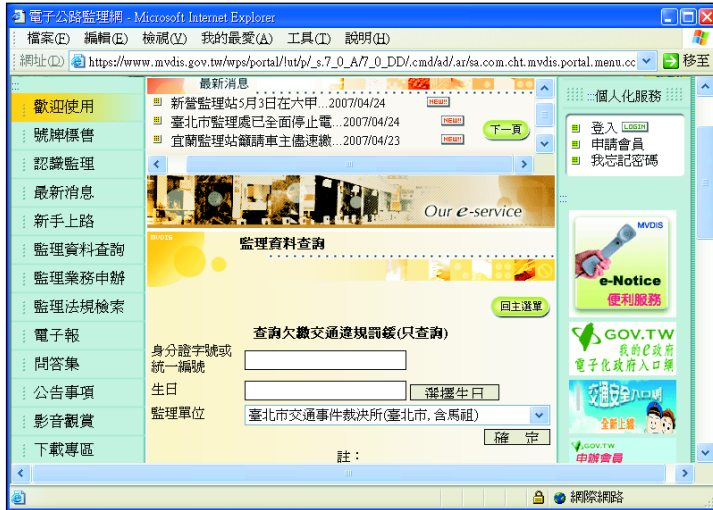 電子公路監理網 - Microsoft Internet Explorer
檔案(F) 編輯(E) 檢視(V) 我的最愛(A) 工具(T) 說明(H)
網址(D) https://www.mvdis.gov.tw/wps/portal/!ut/p/_s.7_0_A/7_0_DD/.cmd/ad/.ar/sa.com.cht.mvdis.portal.menu.cc 移至
歡迎使用
號牌標售
認識監理
最新消息
新手上路
監理資料查詢
監理業務申辦
監理法規檢索
電子報
問答集
公告事項
影音觀賞
下載專區
最新消息
新營監理站5月3日在六甲...2007/04/24 NEW!!
臺北市監理處已全面停止電...2007/04/24 NEW!!
宜蘭監理站籲請車主儘速繳...2007/04/23 NEW!!
下一頁
Our e-service
MVDIS
監理資料查詢
回主選單
查詢欠繳交通違規罰鍰(只查詢)
身分證字號或
統一編號
生日 選擇生日
監理單位 臺北市交通事件裁決所(臺北市, 含馬祖)
確 定
註：
個人化服務
登入 LOGIN
申請會員
我忘記密碼
MVDIS
e-Notice
便利服務
GOV.TW
我的e政府
電子化政府入口網
交通安全入口網
全新上線
GOV.TW
申辦會員
網際網路